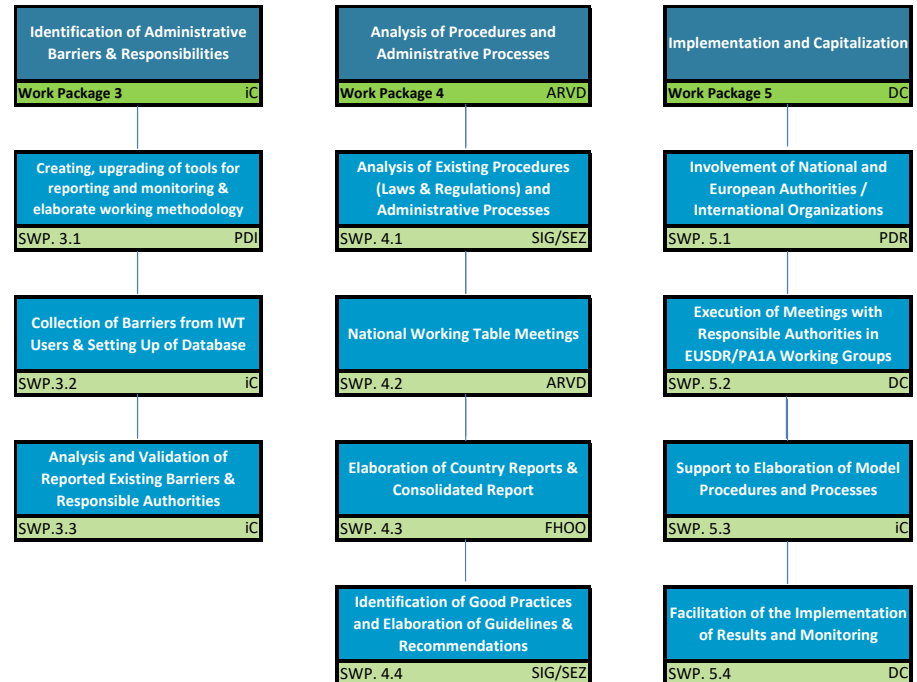 Identification of Administrative
Barriers & Responsibilities
Work Package 3 iC
Creating, upgrading of tools for
reporting and monitoring &
elaborate working methodology
SWP. 3.1 PDI
Collection of Barriers from IWT
Users & Setting Up of Database
SWP.3.2 iC
Analysis and Validation of
Reported Existing Barriers &
Responsible Authorities
SWP.3.3 iC
Analysis of Procedures and
Administrative Processes
Work Package 4 ARVD
Analysis of Existing Procedures
(Laws & Regulations) and
Administrative Processes
SWP. 4.1 SIG/SEZ
National Working Table Meetings
SWP. 4.2 ARVD
Elaboration of Country Reports &
Consolidated Report
SWP. 4.3 FHOO
Identification of Good Practices
and Elaboration of Guidelines &
Recommendations
SWP. 4.4 SIG/SEZ
Implementation and Capitalization
Work Package 5 DC
Involvement of National and
European Authorities /
International Organizations
SWP. 5.1 PDR
Execution of Meetings with
Responsible Authorities in
EUSDR/PA1A Working Groups
SWP. 5.2 DC
Support to Elaboration of Model
Procedures and Processes
SWP. 5.3 iC
Facilitation of the Implementation
of Results and Monitoring
SWP. 5.4 DC